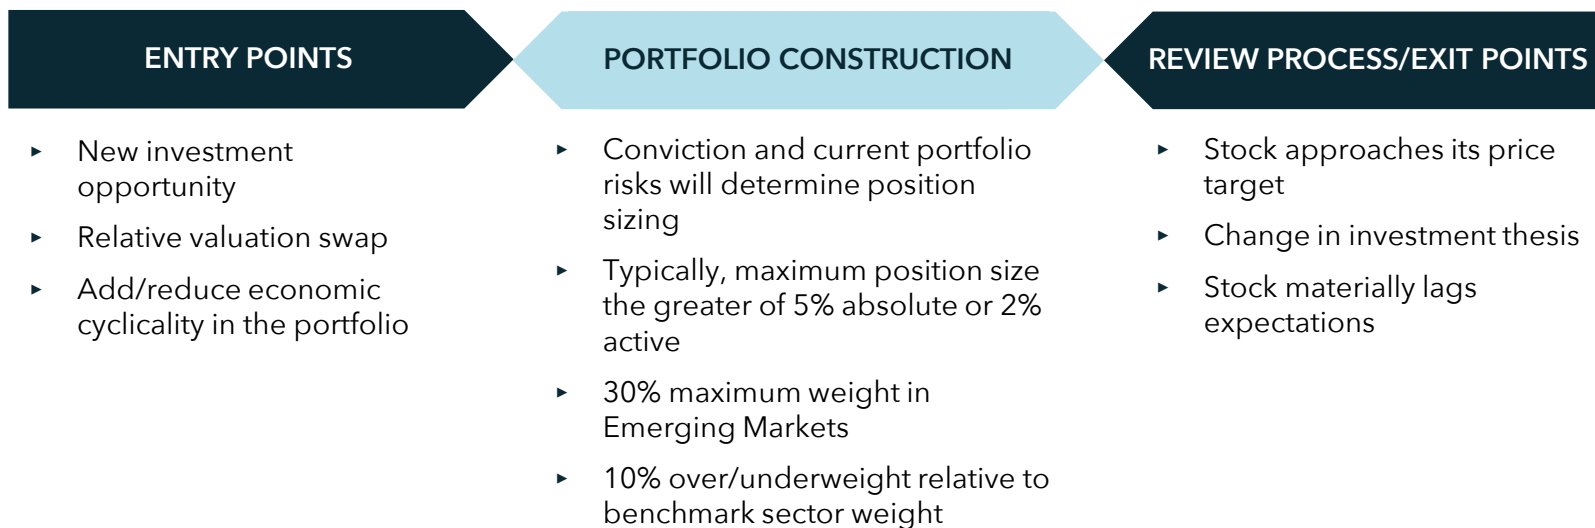 ENTRY POINTS
▸ New investment
opportunity
▸ Relative valuation swap
▸ Add/reduce economic
cyclicality in the portfolio
PORTFOLIO CONSTRUCTION
▸ Conviction and current portfolio
risks will determine position
sizing
▸ Typically, maximum position size
the greater of 5% absolute or 2%
active
▸ 30% maximum weight in
Emerging Markets
▸ 10% over/underweight relative to
benchmark sector weight
REVIEW PROCESS/EXIT POINTS
▸ Stock approaches its price
target
▸ Change in investment thesis
▸ Stock materially lags
expectations